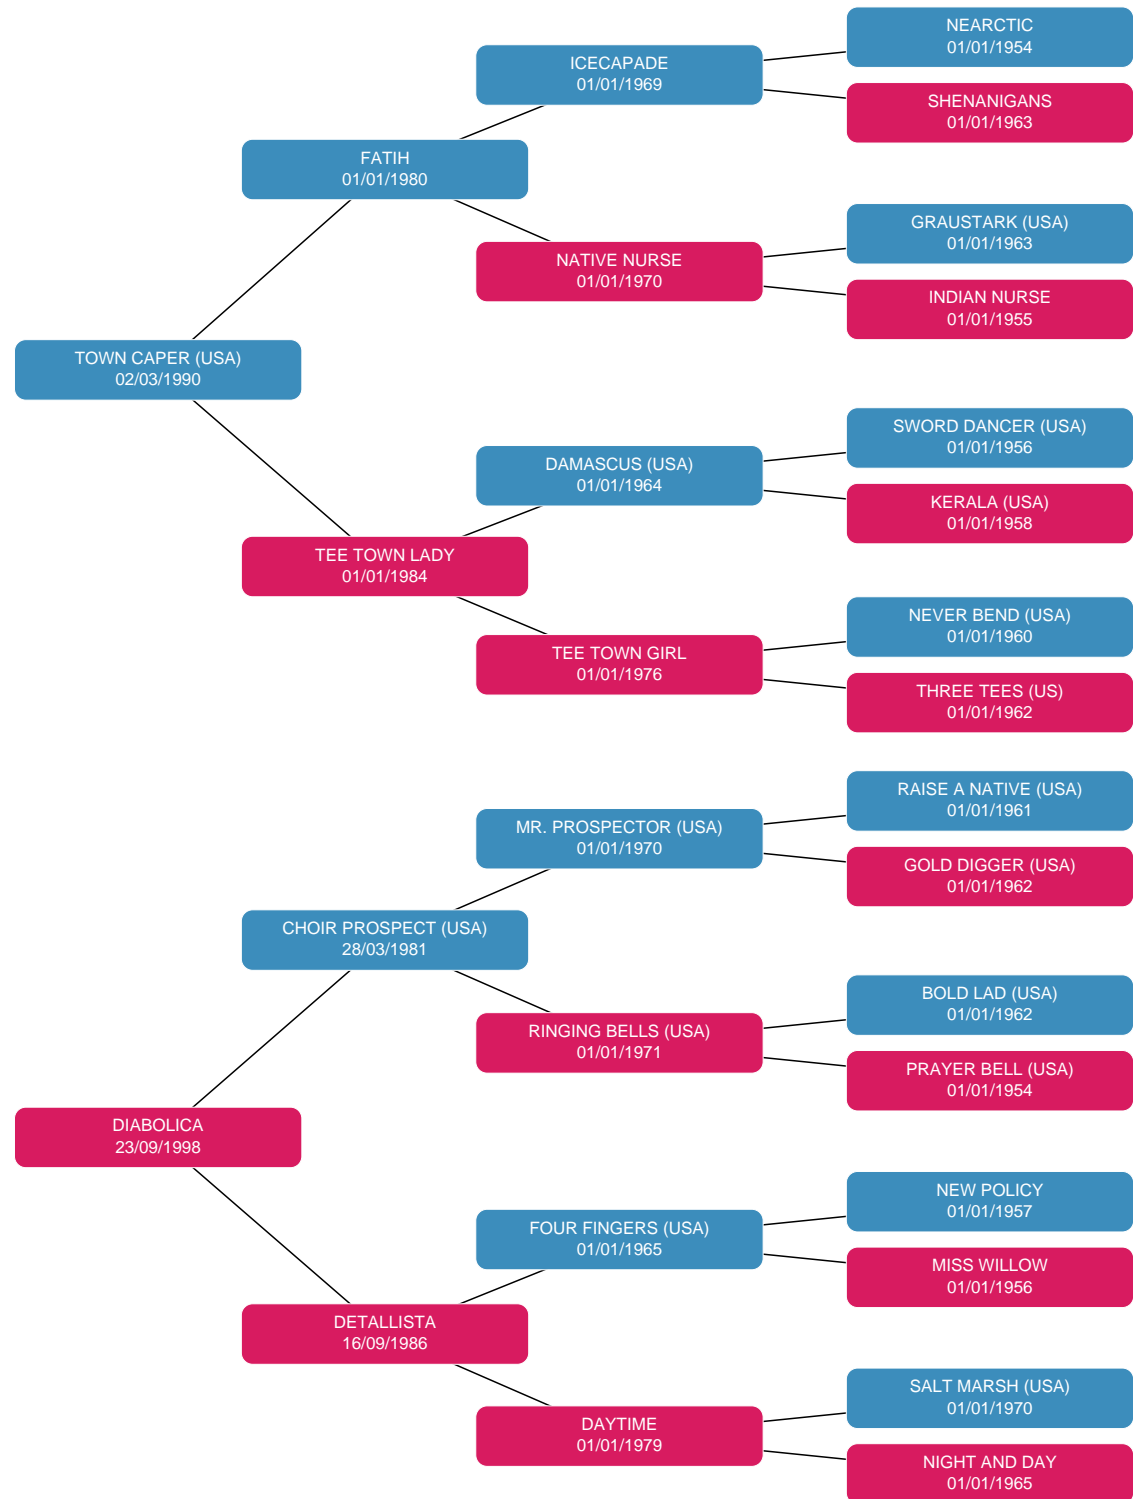 NEARCTIC
01/01/1954
ICECAPADE
01/01/1969
SHENANIGANS
01/01/1963
FATIH
01/01/1980
GRAUSTARK (USA)
01/01/1963
NATIVE NURSE
01/01/1970
INDIAN NURSE
01/01/1955
TOWN CAPER (USA)
02/03/1990
SWORD DANCER (USA)
01/01/1956
DAMASCUS (USA)
01/01/1964
KERALA (USA)
01/01/1958
TEE TOWN LADY
01/01/1984
NEVER BEND (USA)
01/01/1960
TEE TOWN GIRL
01/01/1976
THREE TEES (US)
01/01/1962
RAISE A NATIVE (USA)
01/01/1961
MR. PROSPECTOR (USA)
01/01/1970
GOLD DIGGER (USA)
01/01/1962
CHOIR PROSPECT (USA)
28/03/1981
BOLD LAD (USA)
01/01/1962
RINGING BELLS (USA)
01/01/1971
PRAYER BELL (USA)
01/01/1954
DIABOLICA
23/09/1998
NEW POLICY
01/01/1957
FOUR FINGERS (USA)
01/01/1965
MISS WILLOW
01/01/1956
DETALLISTA
16/09/1986
SALT MARSH (USA)
01/01/1970
DAYTIME
01/01/1979
NIGHT AND DAY
01/01/1965